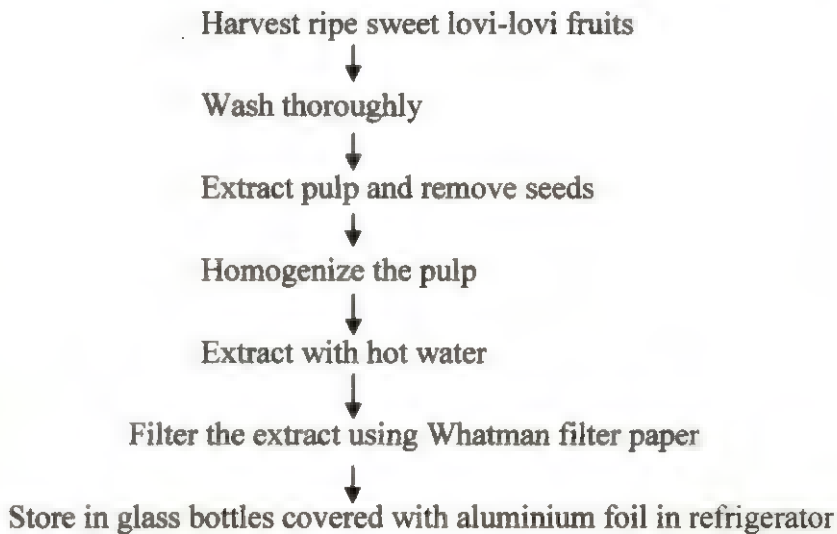 Harvest ripe sweet lovi-lovi fruits
Wash thoroughly
Extract pulp and remove seeds
Homogenize the pulp
Extract with hot water
Filter the extract using Whatman filter paper
Store in glass bottles covered with aluminium foil in refrigerator